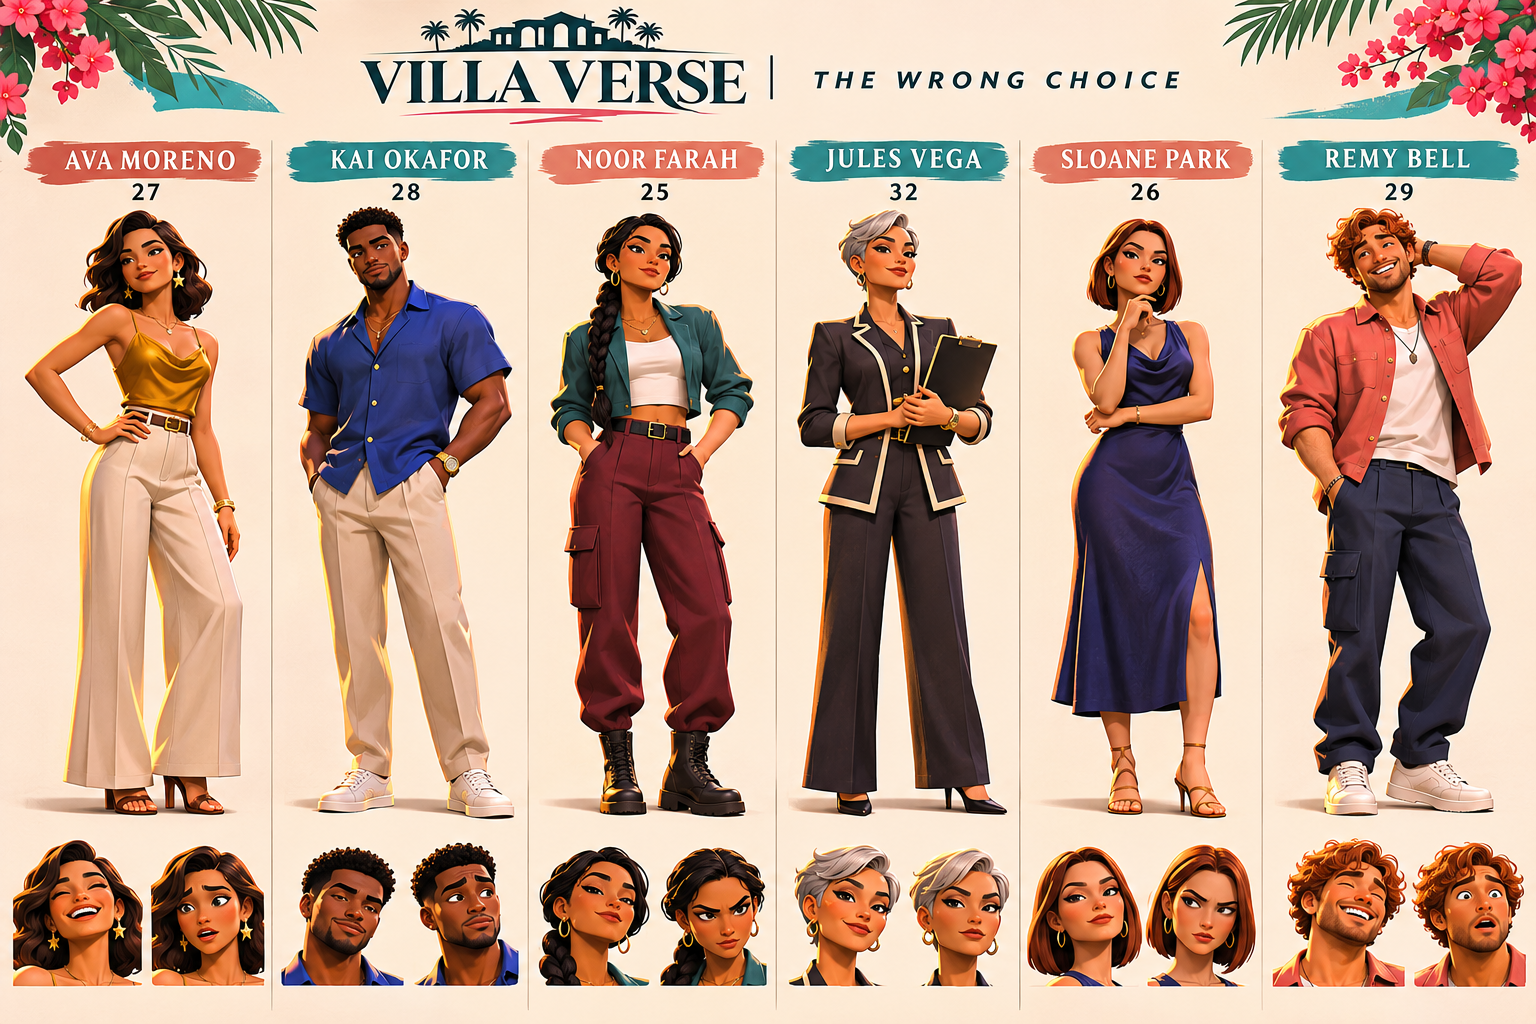 VILLA VERSE
THE WRONG CHOICE
AVA MORENO
27
KAI OKAFOR
28
NOOR FARAH
25
JULES VEGA
32
SLOANE PARK
26
REMY BELL
29